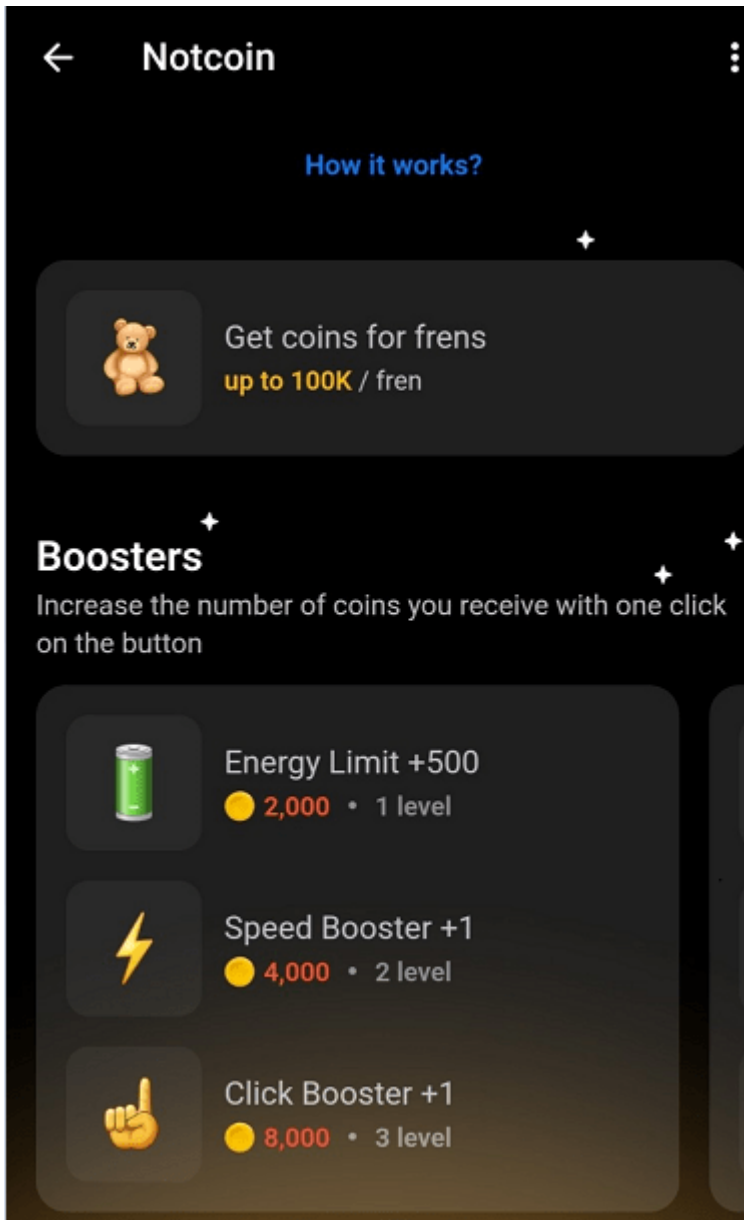 Notcoin
How it works?
Get coins for frens
up to 100K / fren
Boosters
Increase the number of coins you receive with one click
on the button
Energy Limit +500
2,000 • 1 level
Speed Booster +1
4,000 • 2 level
Click Booster +1
8,000 • 3 level